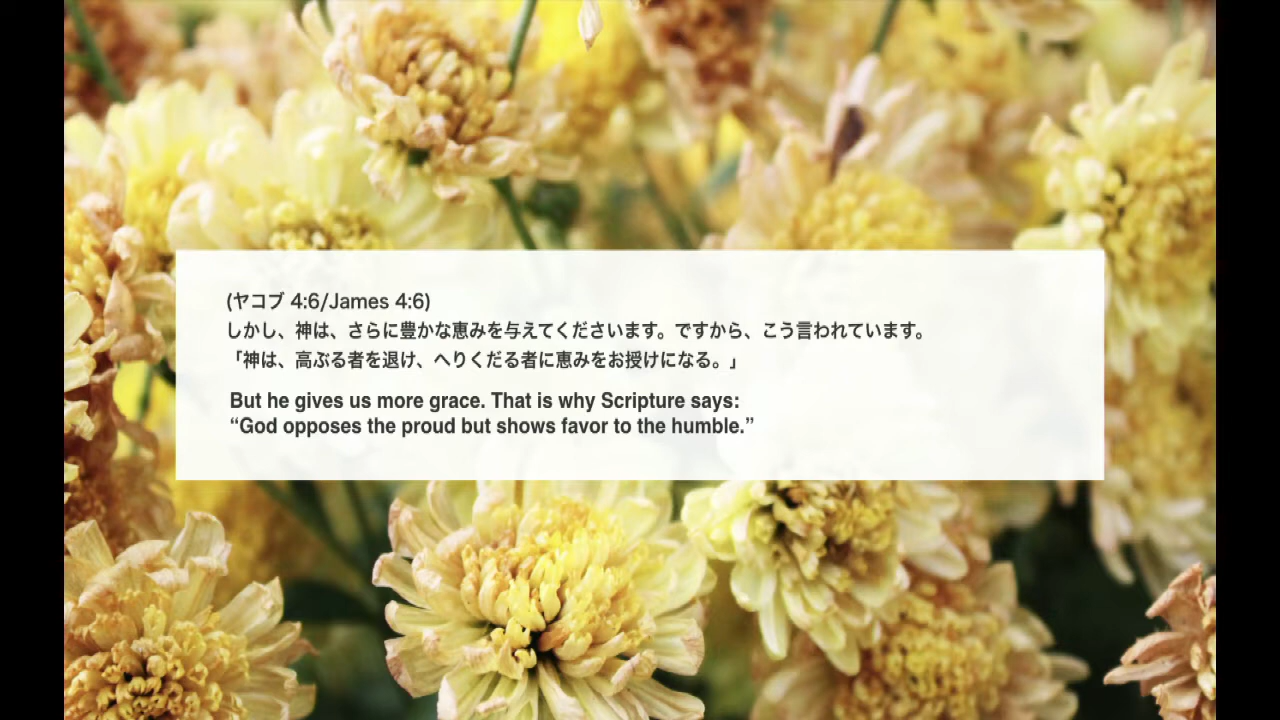 (ヤコブ 4:6/James 4:6)
しかし、神は、さらに豊かな恵みを与えてくださいます。ですから、こう言われています。
「神は、高ぶる者を退け、へりくだる者に恵みをお授けになる。」
But he gives us more grace. That is why Scripture says:
“God opposes the proud but shows favor to the humble.”